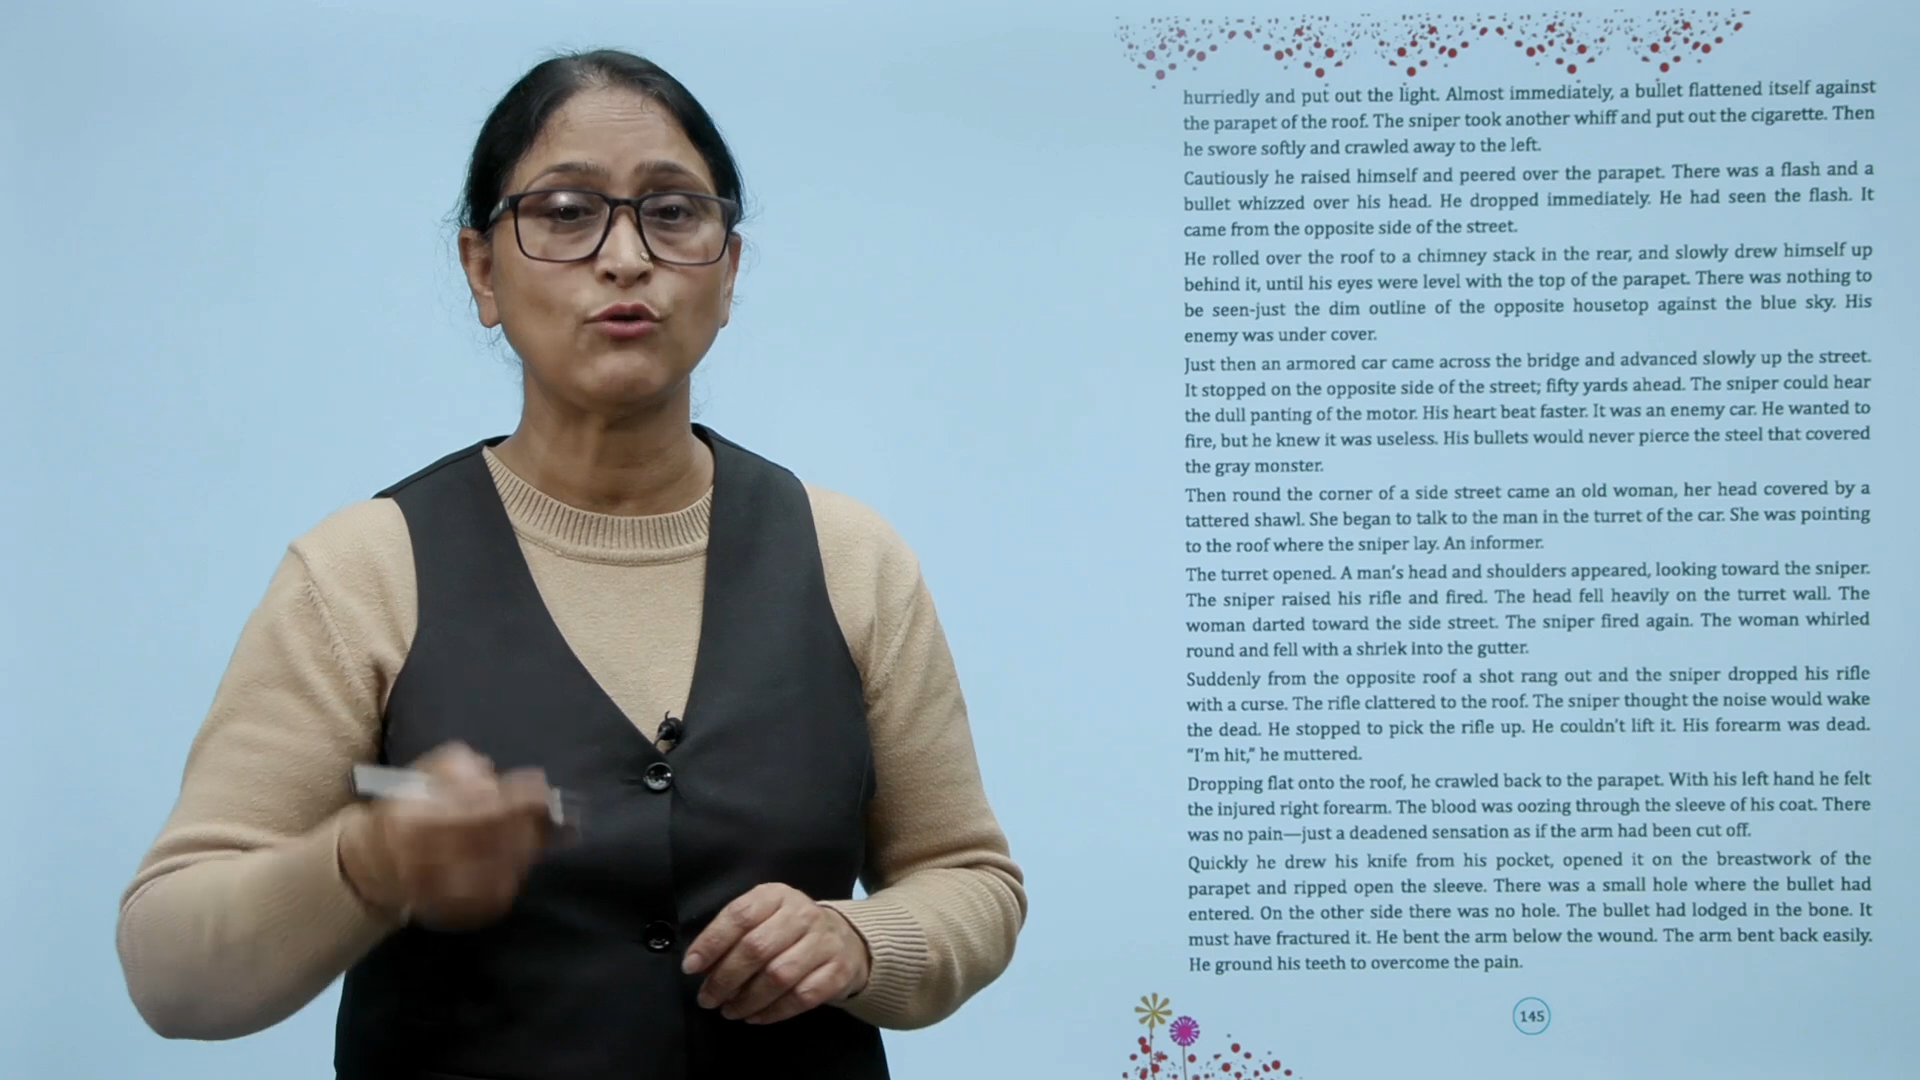 hurriedly and put out the light. Almost immediately, a bullet flattened itself against
the parapet of the roof. The sniper took another whiff and put out the cigarette. Then
he swore softly and crawled away to the left.
Cautiously he raised himself and peered over the parapet. There was a flash and a
bullet whizzed over his head. He dropped immediately. He had seen the flash. It
came from the opposite side of the street.
He rolled over the roof to a chimney stack in the rear, and slowly drew himself up
behind it, until his eyes were level with the top of the parapet. There was nothing to
be seen-just the dim outline of the opposite housetop against the blue sky. His
enemy was under cover.
Just then an armored car came across the bridge and advanced slowly up the street.
It stopped on the opposite side of the street; fifty yards ahead. The sniper could hear
the dull panting of the motor. His heart beat faster. It was an enemy car. He wanted to
fire, but he knew it was useless. His bullets would never pierce the steel that covered
the gray monster.
Then round the corner of a side street came an old woman, her head covered by a
tattered shawl. She began to talk to the man in the turret of the car. She was pointing
to the roof where the sniper lay. An informer.
The turret opened. A man's head and shoulders appeared, looking toward the sniper.
The sniper raised his rifle and fired. The head fell heavily on the turret wall. The
woman darted toward the side street. The sniper fired again. The woman whirled
round and fell with a shriek into the gutter.
Suddenly from the opposite roof a shot rang out and the sniper dropped his rifle
with a curse. The rifle clattered to the roof. The sniper thought the noise would wake
the dead. He stopped to pick the rifle up. He couldn't lift it. His forearm was dead.
"I'm hit," he muttered.
Dropping flat onto the roof, he crawled back to the parapet. With his left hand he felt
the injured right forearm. The blood was oozing through the sleeve of his coat. There
was no pain—just a deadened sensation as if the arm had been cut off.
Quickly he drew his knife from his pocket, opened it on the breastwork of the
parapet and ripped open the sleeve. There was a small hole where the bullet had
entered. On the other side there was no hole. The bullet had lodged in the bone. It
must have fractured it. He bent the arm below the wound. The arm bent back easily.
He ground his teeth to overcome the pain.
145